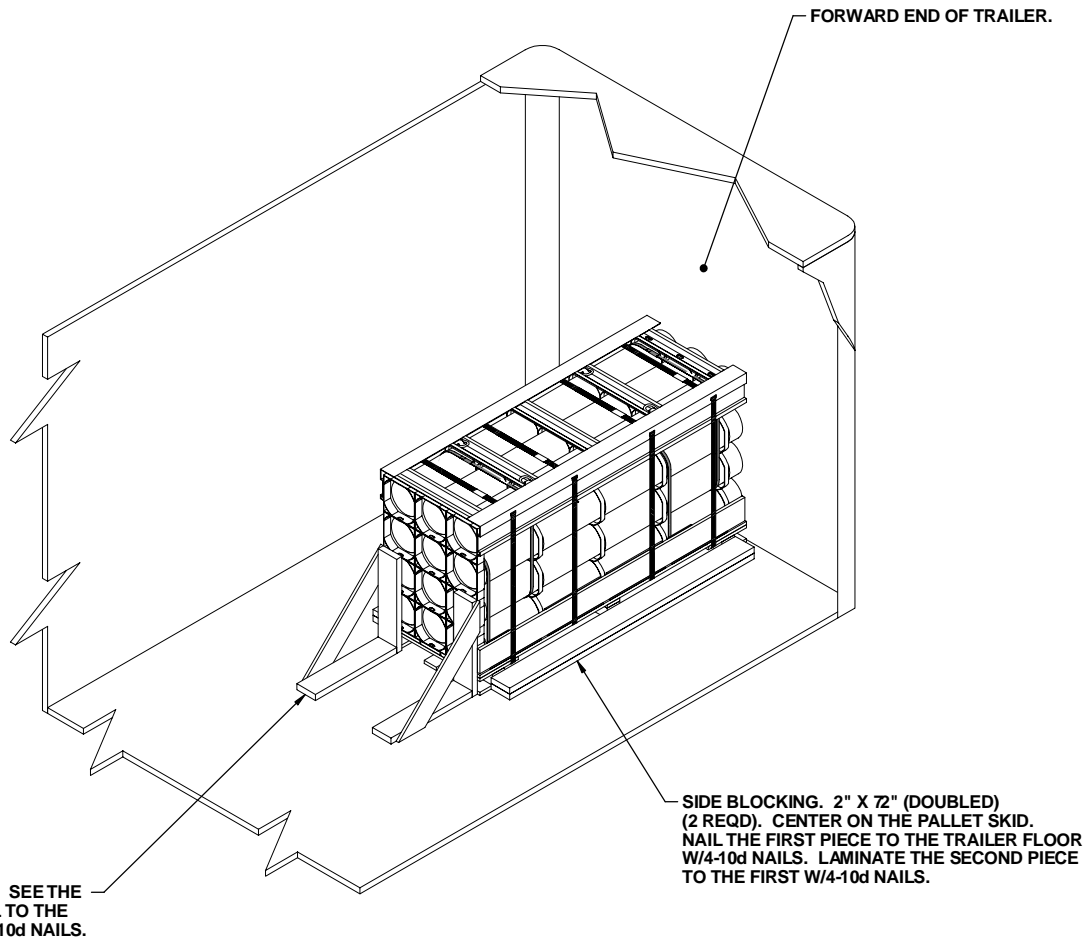 FORWARD END OF TRAILER.
SIDE BLOCKING. 2" X 72" (DOUBLED)
(2 REQD). CENTER ON THE PALLET SKID.
NAIL THE FIRST PIECE TO THE TRAILER FLOOR
W/4-10d NAILS. LAMINATE THE SECOND PIECE
TO THE FIRST W/4-10d NAILS.
SEE THE
TO THE
10d NAILS.